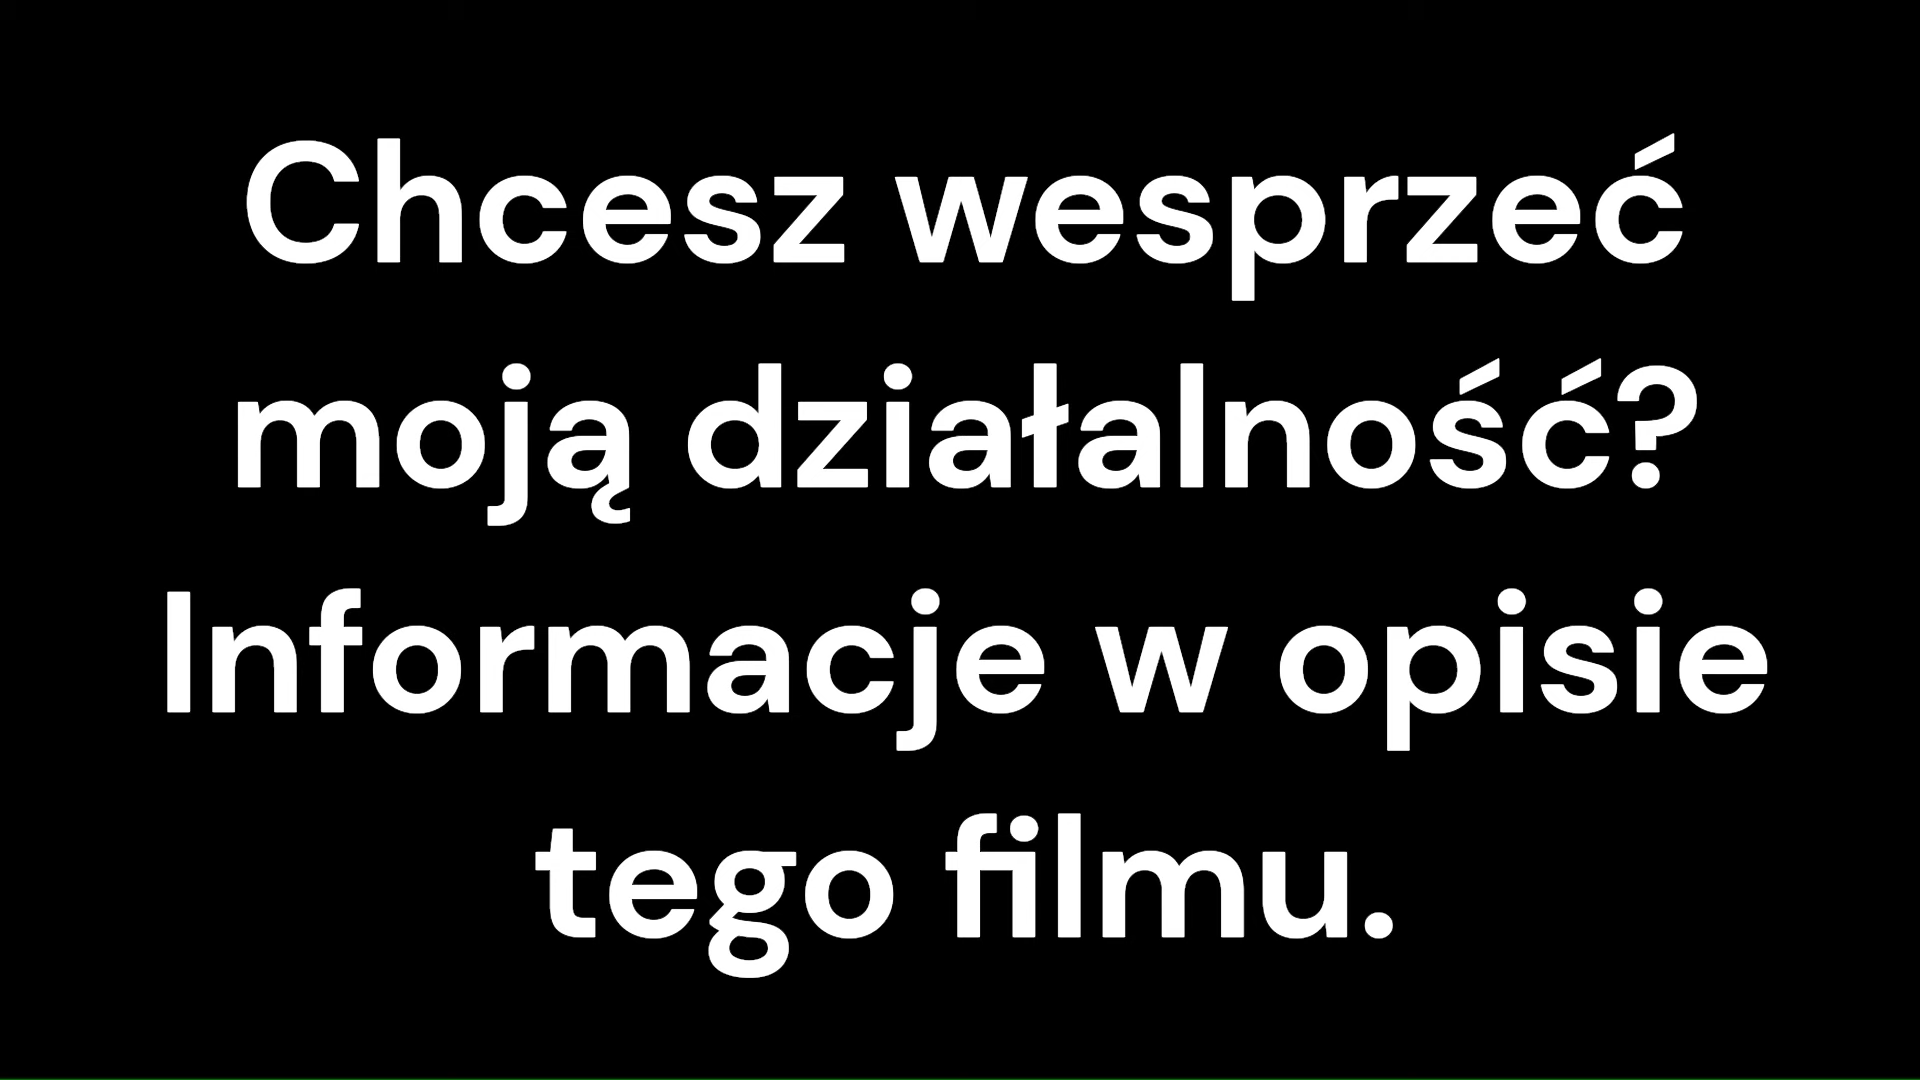 Chcesz wesprzeć
moją działalność?
Informacje w opisie
tego filmu.